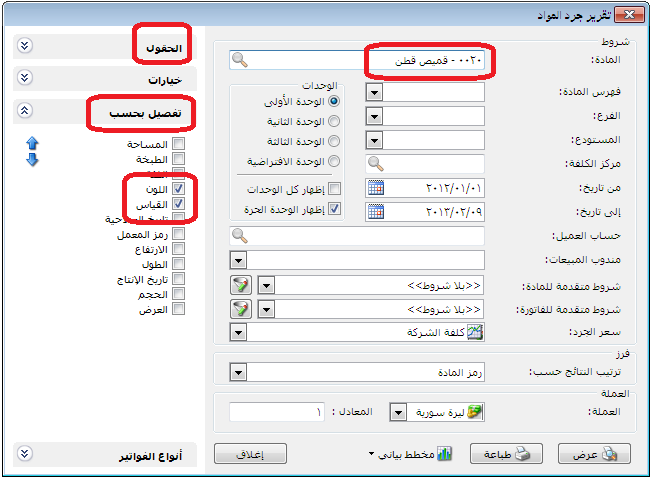 تقرير جرد المواد
شروط
المادة:
٠٠٢٠ - قميص قطن
فهرس المادة:
الفرع:
المستودع:
مركز الكلفة:
من تاريخ:
٢٠١٢/٠١/٠١
إلى تاريخ:
٢٠١٣/٠٢/٠٩
حساب العميل:
مندوب المبيعات:
شروط متقدمة للمادة:
<<بلا شروط>>
شروط متقدمة للفاتورة:
<<بلا شروط>>
سعر الجرد:
كلفة الشركة
الوحدات
الوحدة الأولى
الوحدة الثانية
الوحدة الثالثة
الوحدة الافتراضية
إظهار كل الوحدات
إظهار الوحدة الحرة
فرز
ترتيب النتائج حسب:
رمز المادة
العملة
العملة:
ليرة سورية
المعادل :
١
عرض
طباعة
مخطط بياني
إغلاق
الحقول
خيارات
تفصيل بحسب
المساحة
الطبخة
اللون
القياس
تاريخ الصلاحية
رمز المعمل
الارتفاع
الطول
تاريخ الإنتاج
الحجم
العرض
أنواع الفواتير